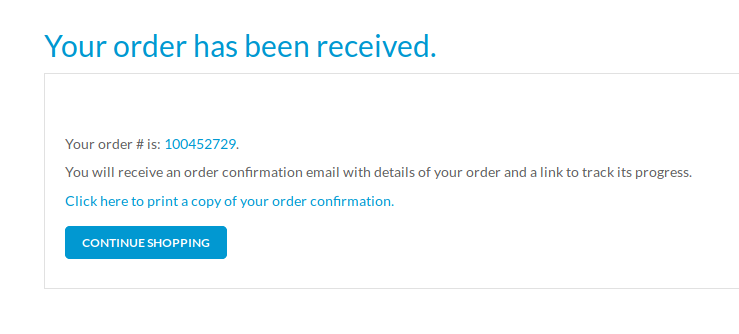 Your order has been received.
Your order # is: 100452729.
You will receive an order confirmation email with details of your order and a link to track its progress.
Click here to print a copy of your order confirmation.
CONTINUE SHOPPING